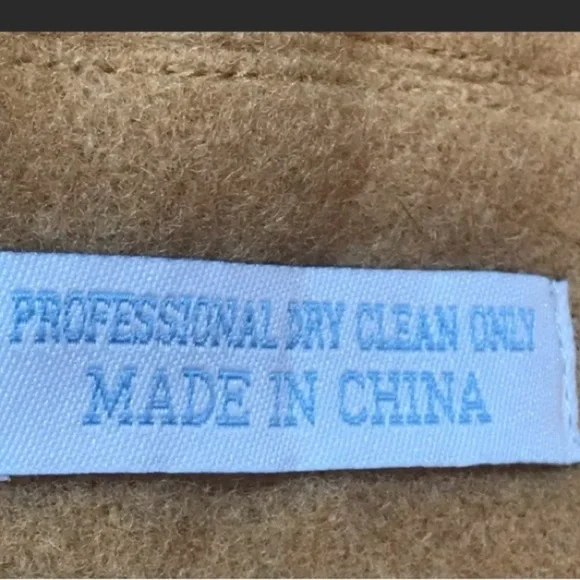 PROFESSIONAL DRY CLEAN ONLY
MADE IN CHINA